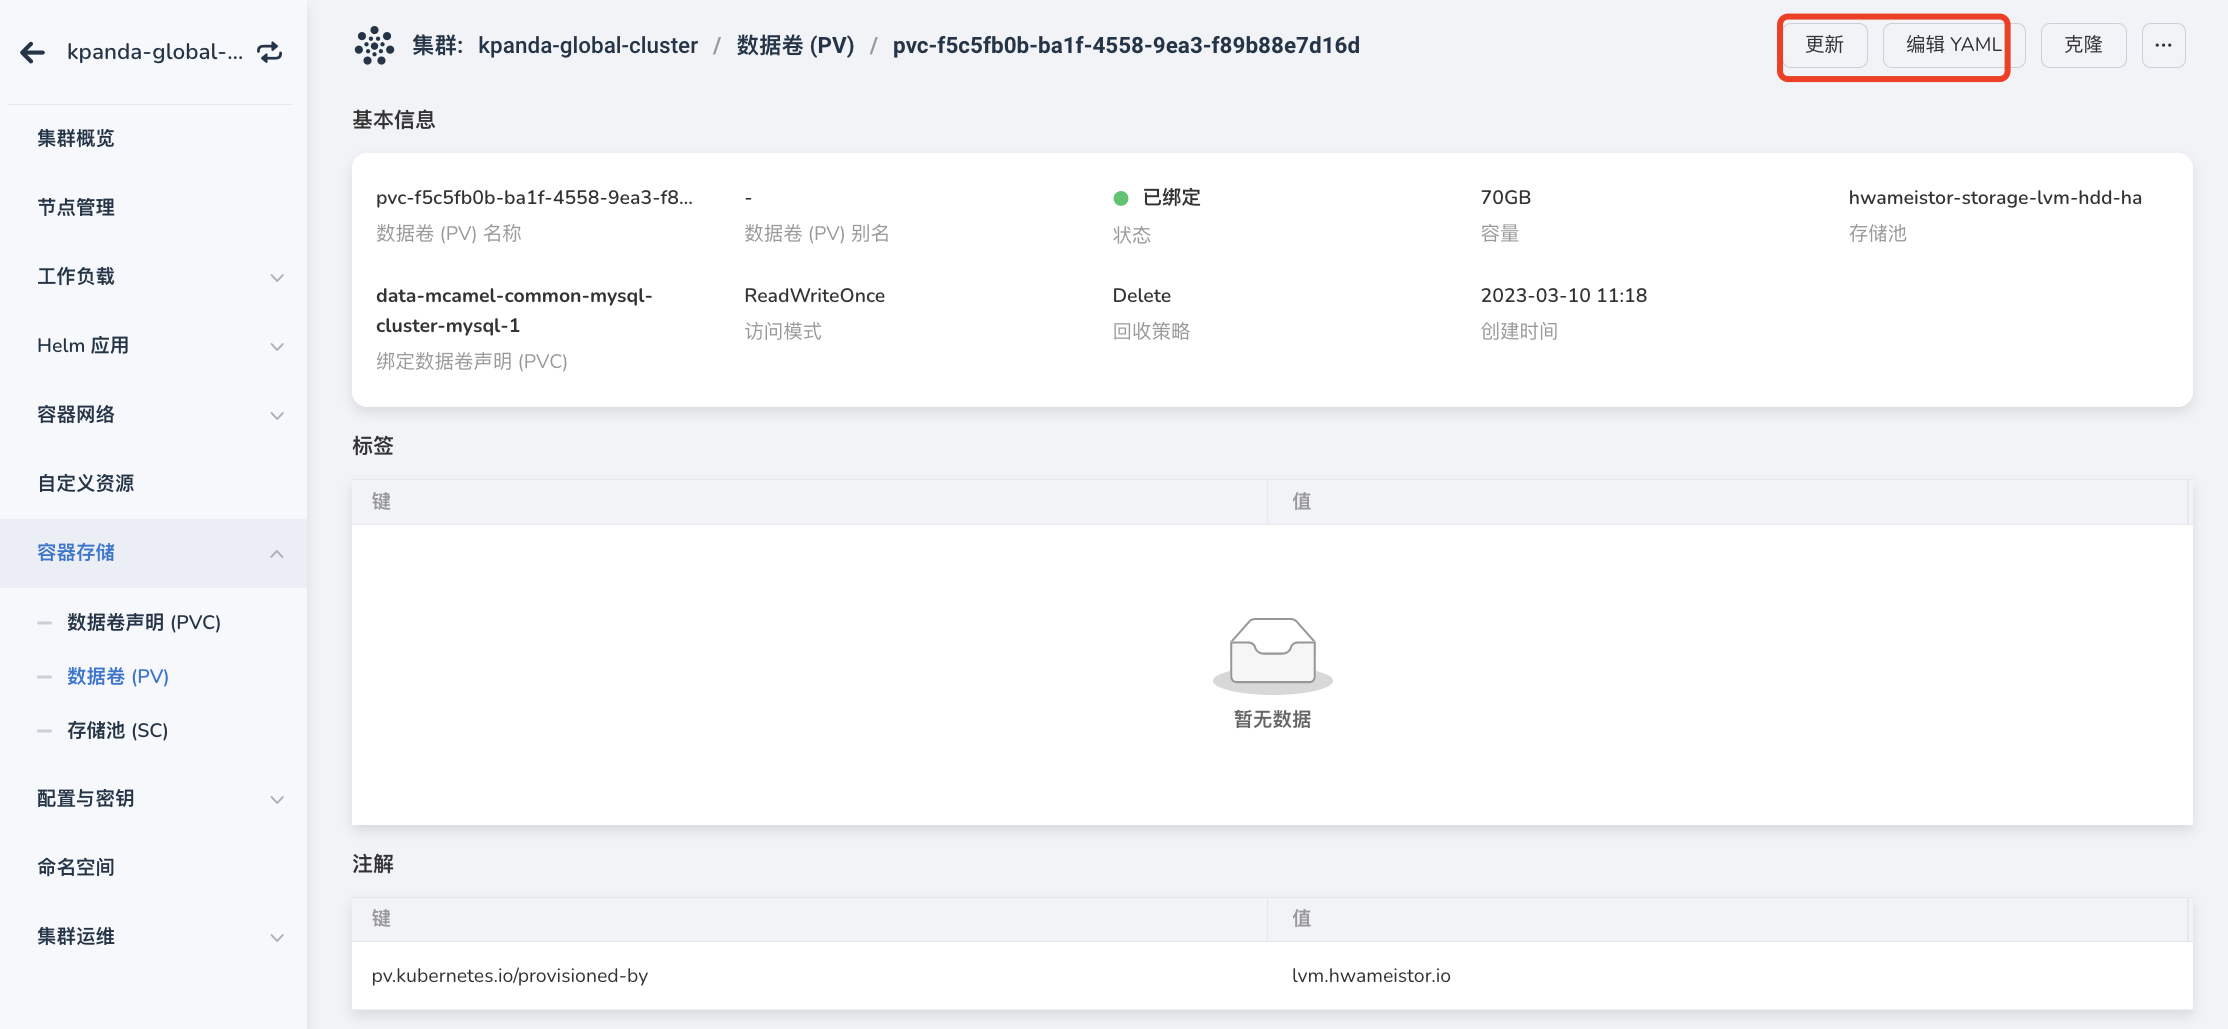 kpanda-global-...
集群: kpanda-global-cluster / 数据卷 (PV) / pvc-f5c5fb0b-ba1f-4558-9ea3-f89b88e7d16d
更新
编辑 YAML
克隆
...
集群概览
节点管理
工作负载
Helm 应用
容器网络
自定义资源
容器存储
数据卷声明 (PVC)
数据卷 (PV)
存储池 (SC)
配置与密钥
命名空间
集群运维
基本信息
pvc-f5c5fb0b-ba1f-4558-9ea3-f8...
数据卷 (PV) 名称
-
数据卷 (PV) 别名
已绑定
状态
70GB
容量
hwameistor-storage-lvm-hdd-ha
存储池
data-mcamel-common-mysql-
cluster-mysql-1
绑定数据卷声明 (PVC)
ReadWriteOnce
访问模式
Delete
回收策略
2023-03-10 11:18
创建时间
标签
键
值
暂无数据
注解
键
值
pv.kubernetes.io/provisioned-by
lvm.hwameistor.io